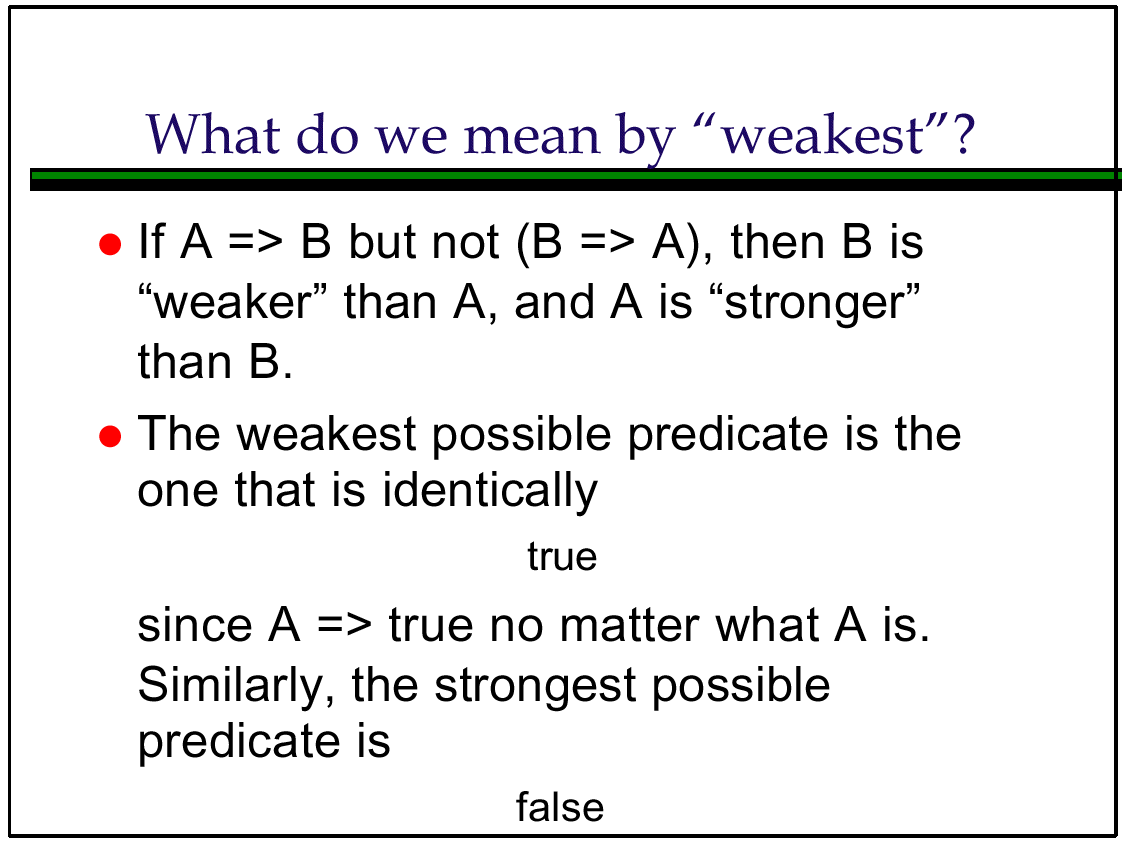 What do we mean by “weakest”?
If A => B but not (B => A), then B is
“weaker” than A, and A is “stronger”
than B.
The weakest possible predicate is the
one that is identically
true
since A => true no matter what A is.
Similarly, the strongest possible
predicate is
false